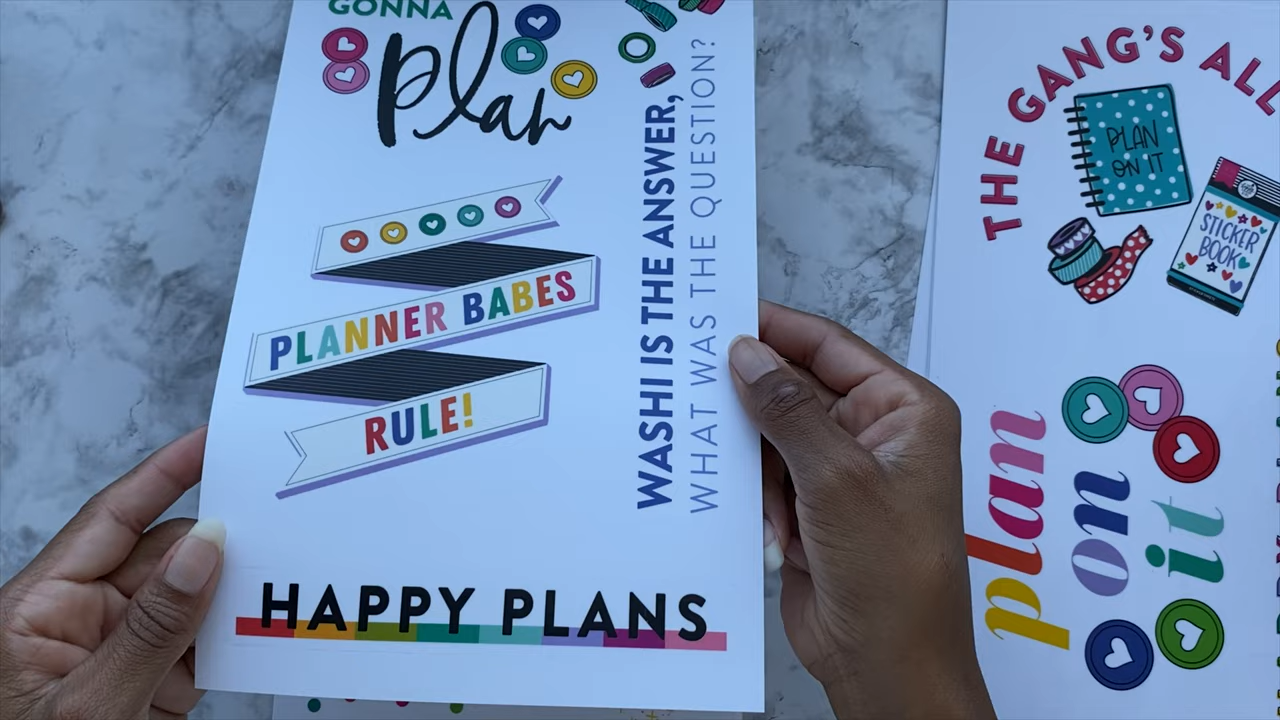 GONNA
plan
PLANNER BABES
RULE!
WASHI IS THE ANSWER,
WHAT WAS THE QUESTION?
HAPPY PLANS
THE GANG'S ALL
PLAN
ON IT
STICKER
BOOK
plan
on
it